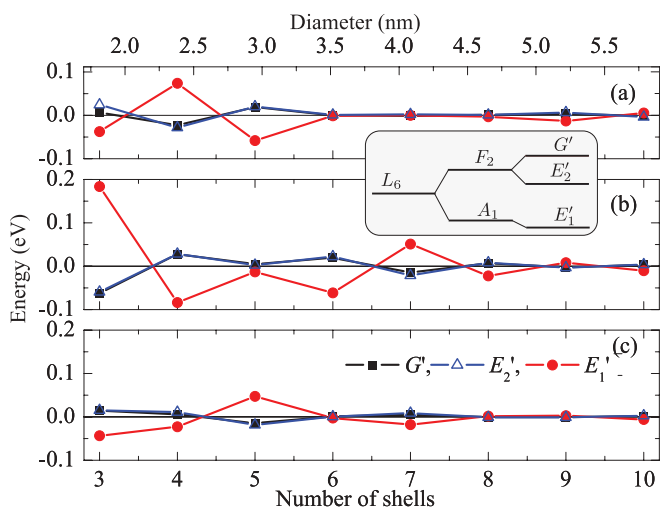 Diameter (nm)
2.0 2.5 3.0 3.5 4.0 4.5 5.0 5.5
0.1
0.0
-0.1
(a)
L6
F2
A1
G'
E2'
E1'
0.2
0.1
0.0
-0.1
(b)
Energy (eV)
0.2
0.1
0.0
-0.1
(c)
G', E2', E1' -
3 4 5 6 7 8 9 10
Number of shells